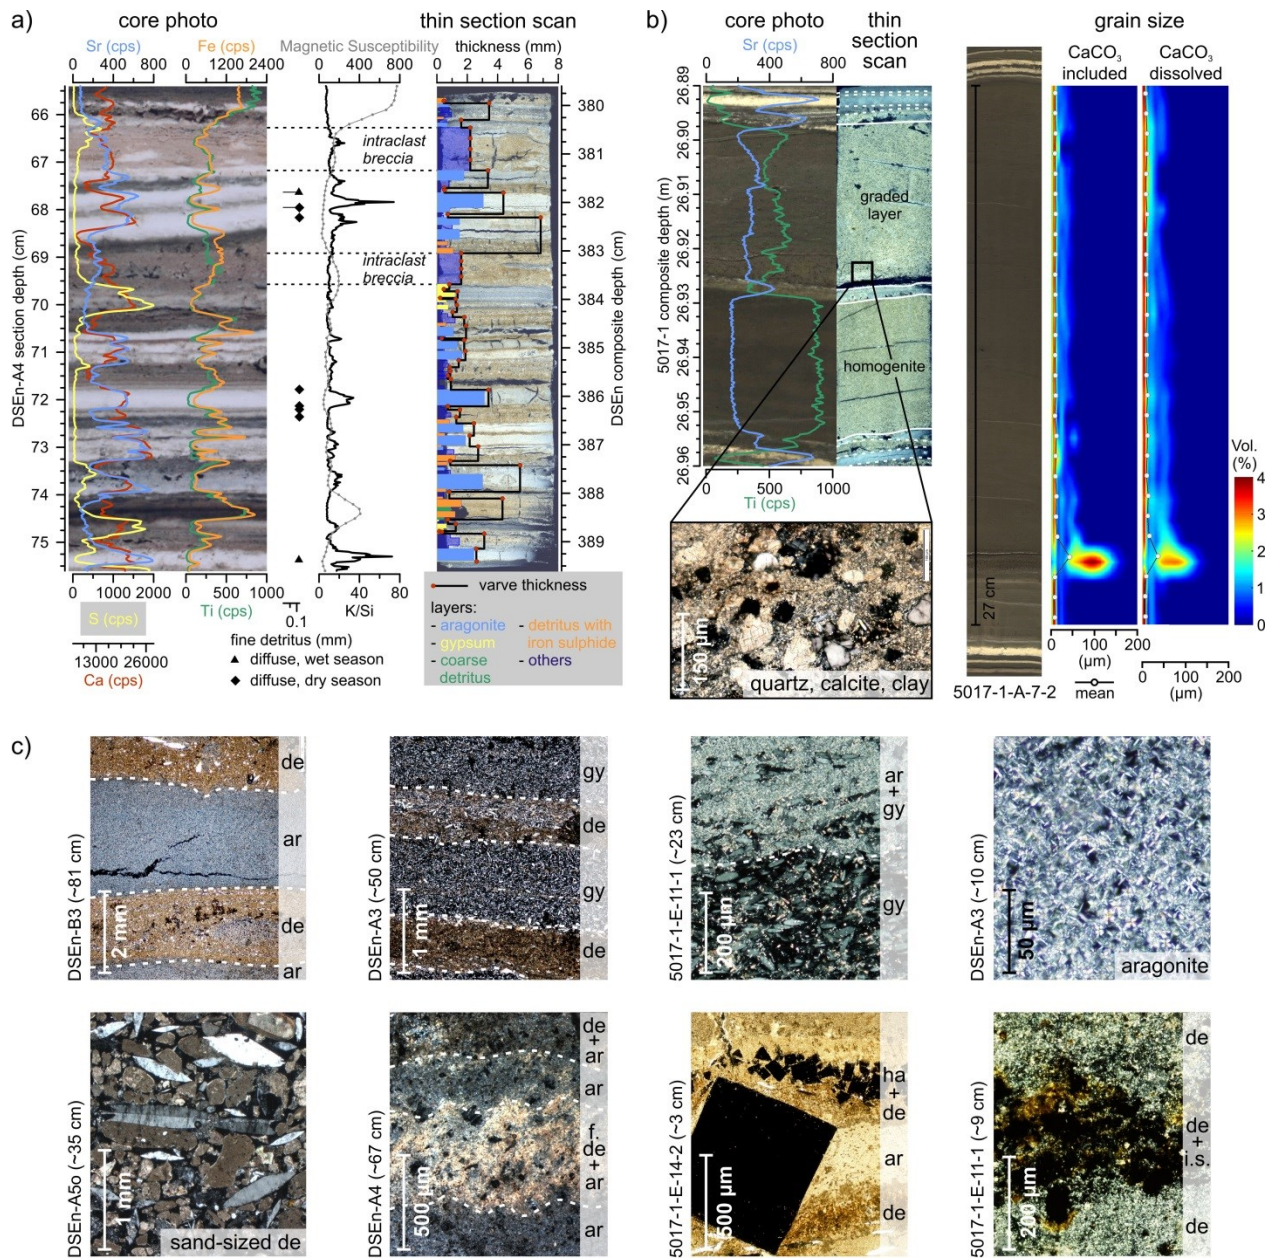 a)
core photo
thin section scan
Sr (cps)
Fe (cps)
Magnetic Susceptibility
thickness (mm)
0 400 800
0 1200 2400
0 40 80
0 2 4 6 8
66
67
68
69
70
71
72
73
74
75
DSEn-A4 section depth (cm)
intraclast
breccia
intraclast
breccia
380
381
382
383
384
385
386
387
388
389
DSEn composite depth (cm)
0 1000 2000
0 500 1000
0 40 80
S (cps)
Ti (cps)
0.1
K/Si
13000 26000
Ca (cps)
fine detritus (mm)
diffuse, wet season
diffuse, dry season
varve thickness
layers:
- aragonite
- gypsum
- coarse
detritus
- detritus with
iron sulphide
- others
b)
core photo
thin
section
scan
Sr (cps)
0 400 800
26.89
26.90
26.91
26.92
26.93
26.94
26.95
26.96
5017-1 composite depth (m)
graded
layer
homogenite
0 500 1000
Ti (cps)
150 µm
quartz, calcite, clay
27 cm
5017-1-A-7-2
grain size
CaCO3
included
CaCO3
dissolved
0 100 200
(µm)
mean
0 100 200
(µm)
Vol.
(%)
4
3
2
1
0
c)
DSEn-B3 (~81 cm)
2 mm
de
ar
de
ar
DSEn-A3 (~50 cm)
1 mm
gy
de
gy
de
5017-1-E-11-1 (~23 cm)
200 µm
ar
+
gy
gy
DSEn-A3 (~10 cm)
50 µm
aragonite
DSEn-A5o (~35 cm)
1 mm
sand-sized de
DSEn-A4 (~67 cm)
500 µm
de
+
ar
ar
f.
de
+
ar
ar
5017-1-E-14-2 (~3 cm)
500 µm
ha
+
de
ar
de
5017-1-E-11-1 (~9 cm)
200 µm
de
de
+
i.s.
de